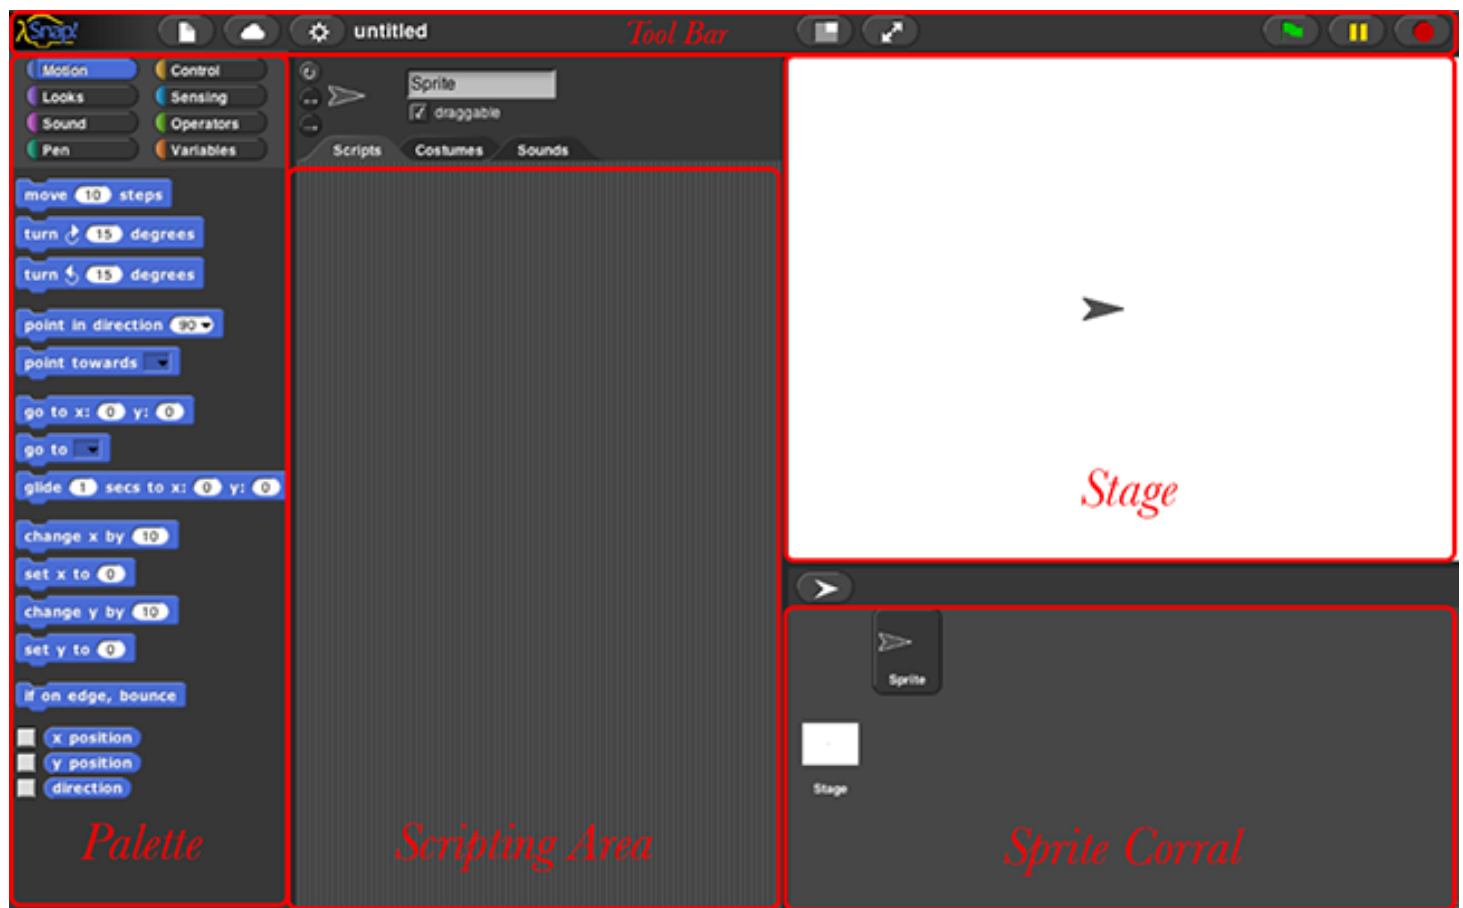 λSnap!
untitled
Tool Bar
Motion
Control
Looks
Sensing
Sound
Operators
Pen
Variables
Sprite
draggable
Scripts
Costumes
Sounds
move 10 steps
turn 15 degrees
turn 15 degrees
point in direction 90
point towards
go to x: 0 y: 0
go to
glide 1 secs to x: 0 y: 0
change x by 10
set x to 0
change y by 10
set y to 0
if on edge, bounce
x position
y position
direction
Palette
Scripting Area
Stage
Sprite
Stage
Sprite Corral